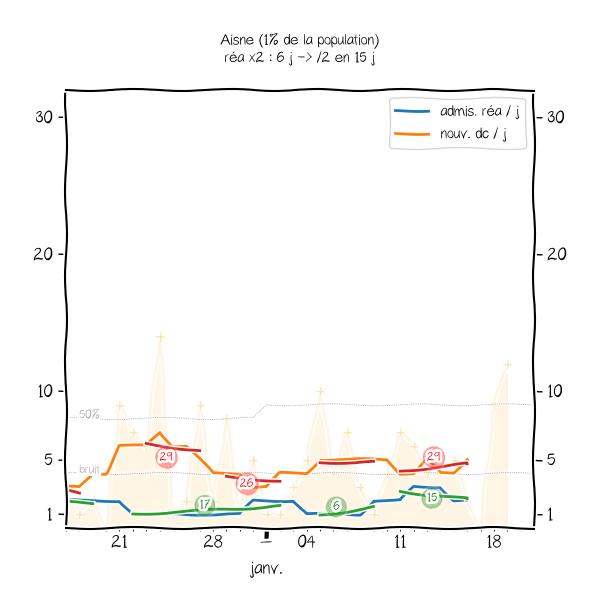 Aisne (1% de la population)
réa x2 : 6 j -> /2 en 15 j
admis. réa / j
nouv. dc / j
30 30
20 20
10 10
50%
5 5
bruit
1 1
29
26
17
6
29
15
21 28 04 11 18
janv.